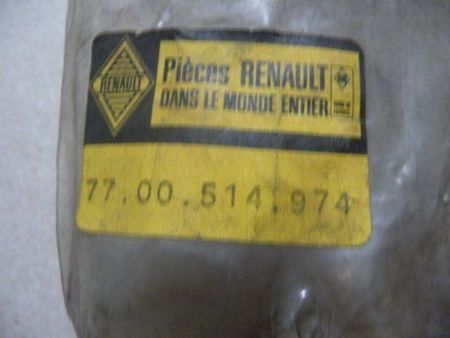 RENAULT
Pièces RENAULT
DANS LE MONDE ENTIER
77.00.514.974